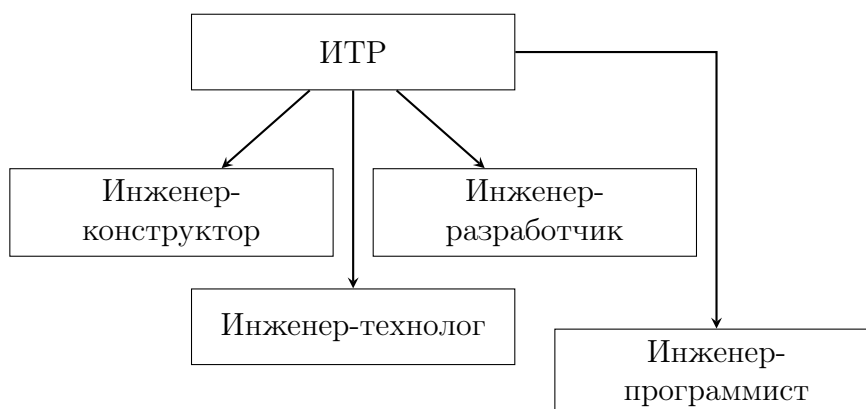 ИТР
Инженер-
конструктор
Инженер-
разработчик
Инженер-технолог
Инженер-
программист